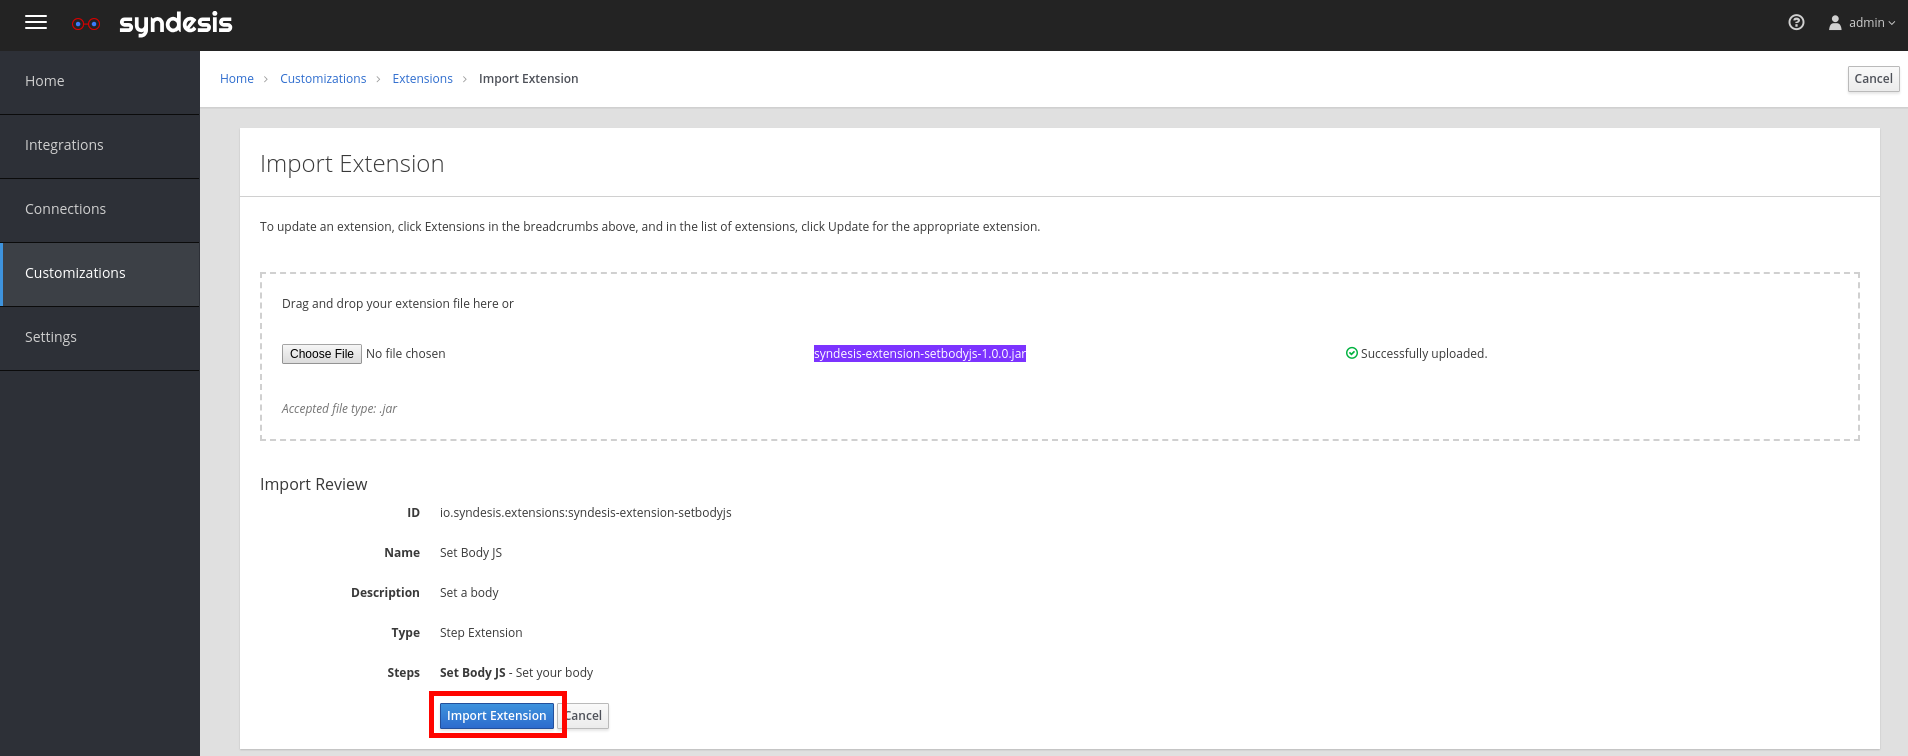 syndesis
admin
Home
Integrations
Connections
Customizations
Settings
Home > Customizations > Extensions > Import Extension
Cancel
Import Extension
To update an extension, click Extensions in the breadcrumbs above, and in the list of extensions, click Update for the appropriate extension.
Drag and drop your extension file here or
Choose File No file chosen syndesis-extension-setbodyjs-1.0.0.jar Successfully uploaded.
Accepted file type: .jar
Import Review
ID io.syndesis.extensions:syndesis-extension-setbodyjs
Name Set Body JS
Description Set a body
Type Step Extension
Steps Set Body JS - Set your body
Import Extension Cancel